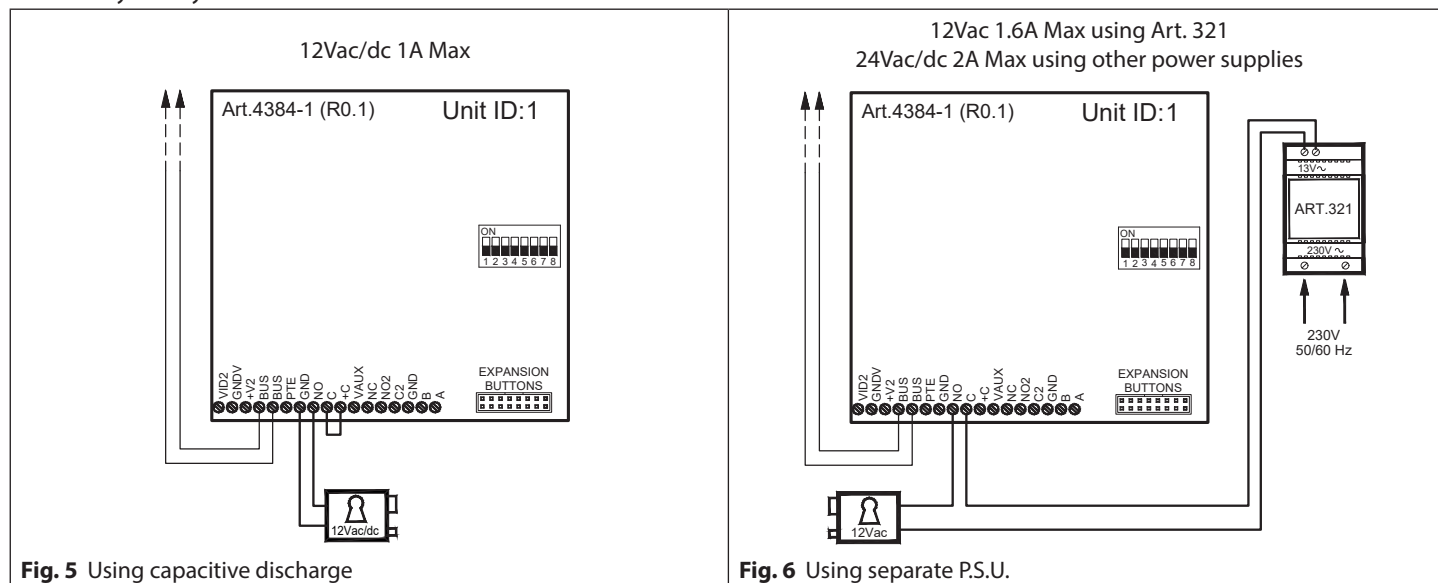 12Vac/dc 1A Max
Art.4384-1 (R0.1) Unit ID:1
ON
1 2 3 4 5 6 7 8
EXPANSION
BUTTONS
VID2 GNDV +V2 BUS BUS PTE GND NO C +C VAUX NC NO2 C2 GND B A
12Vac/dc
Fig. 5 Using capacitive discharge
12Vac 1.6A Max using Art. 321
24Vac/dc 2A Max using other power supplies
Art.4384-1 (R0.1) Unit ID:1
13V~
ART.321
230V ~
230V
50/60 Hz
ON
1 2 3 4 5 6 7 8
EXPANSION
BUTTONS
VID2 GNDV +V2 BUS BUS PTE GND NO C +C VAUX NC NO2 C2 GND B A
12Vac
Fig. 6 Using separate P.S.U.